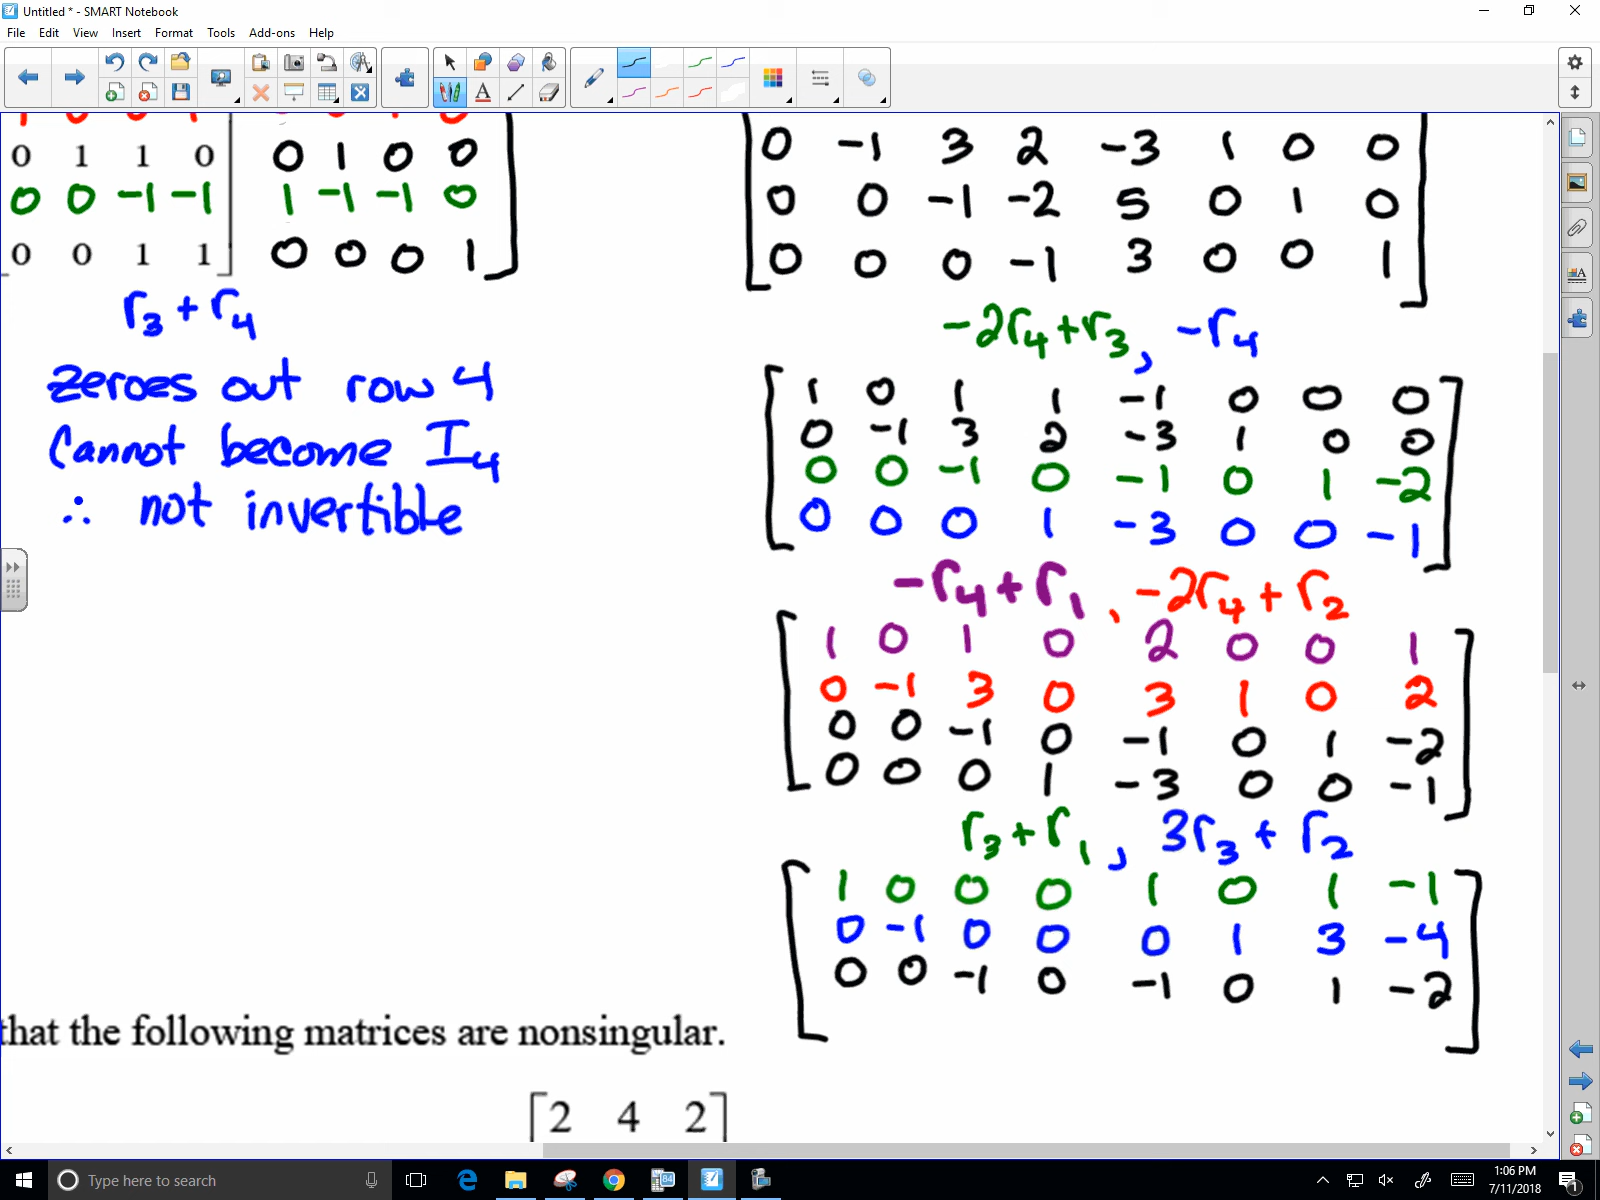 Untitled * - SMART Notebook
File Edit View Insert Format Tools Add-ons Help
0 1 1 0 0 1 0 0
0 0 -1 -1 1 -1 -1 0
0 0 1 1 0 0 0 1
r3 + r4
zeroes out row 4
Cannot become I4
∴ not invertible
that the following matrices are nonsingular.
2 4 2
0 -1 3 2 -3 1 0 0
0 0 -1 -2 5 0 1 0
0 0 0 -1 3 0 0 1
-2r4+r3, -r4
1 0 1 1 -1 0 0 0
0 -1 3 2 -3 1 0 0
0 0 -1 0 -1 0 1 -2
0 0 0 1 -3 0 0 -1
-r4+r1, -2r4+r2
1 0 1 0 2 0 0 1
0 -1 3 0 3 1 0 2
0 0 -1 0 -1 0 1 -2
0 0 0 1 -3 0 0 -1
r3+r1, 3r3+r2
1 0 0 0 1 0 1 -1
0 -1 0 0 0 1 3 -4
0 0 -1 0 -1 0 1 -2
Type here to search
1:06 PM
7/11/2018